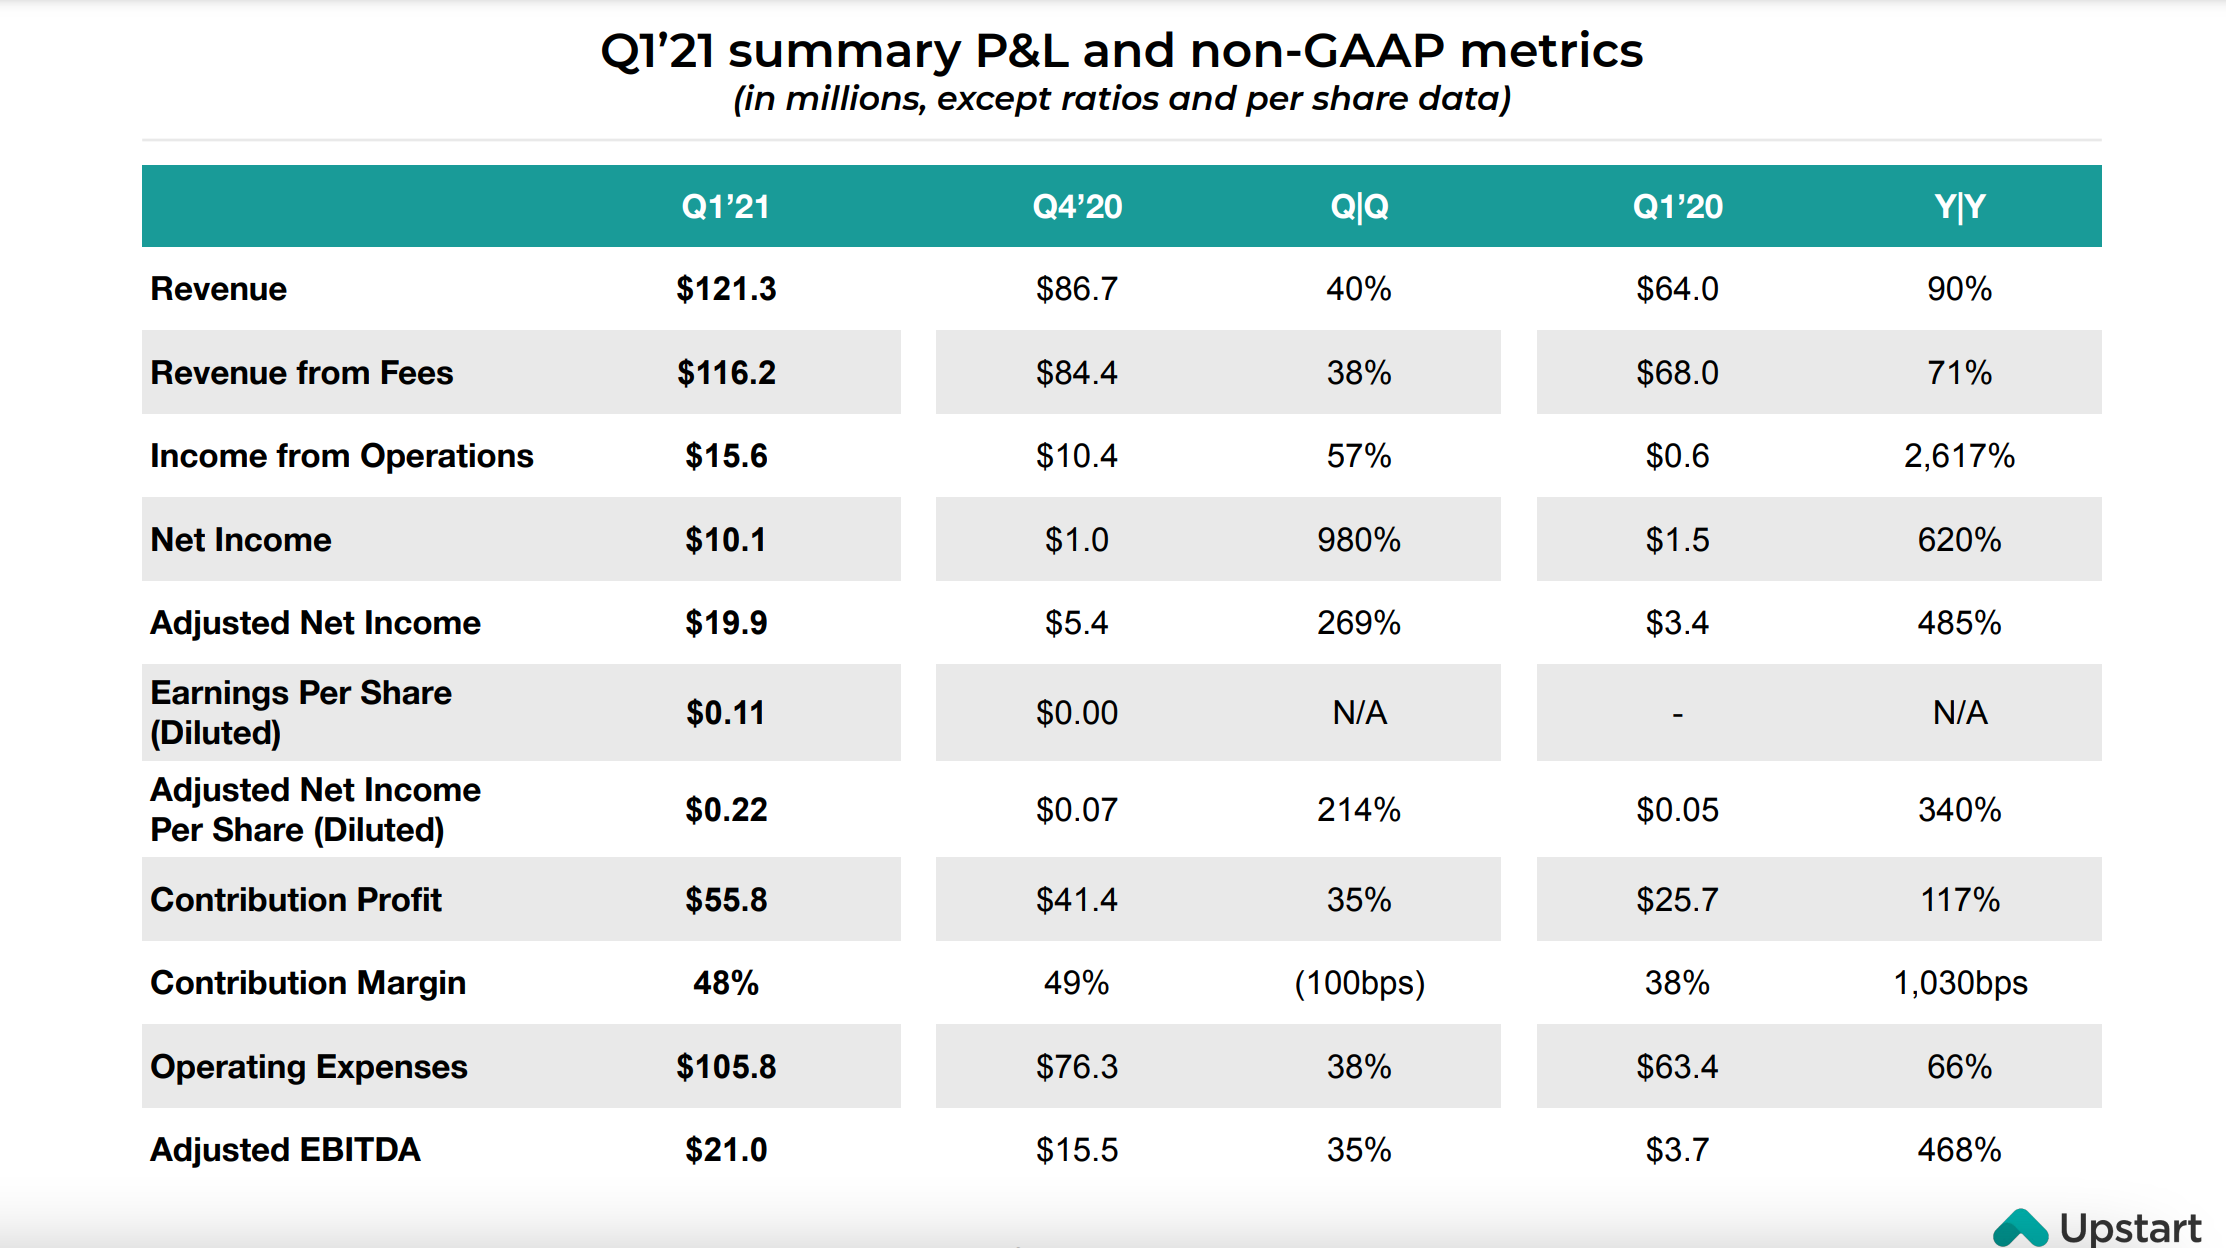 Q1’21 summary P&L and non-GAAP metrics
(in millions, except ratios and per share data)
Q1’21 Q4’20 Q|Q Q1’20 Y|Y
Revenue $121.3 $86.7 40% $64.0 90%
Revenue from Fees $116.2 $84.4 38% $68.0 71%
Income from Operations $15.6 $10.4 57% $0.6 2,617%
Net Income $10.1 $1.0 980% $1.5 620%
Adjusted Net Income $19.9 $5.4 269% $3.4 485%
Earnings Per Share
(Diluted) $0.11 $0.00 N/A - N/A
Adjusted Net Income
Per Share (Diluted) $0.22 $0.07 214% $0.05 340%
Contribution Profit $55.8 $41.4 35% $25.7 117%
Contribution Margin 48% 49% (100bps) 38% 1,030bps
Operating Expenses $105.8 $76.3 38% $63.4 66%
Adjusted EBITDA $21.0 $15.5 35% $3.7 468%
Upstart